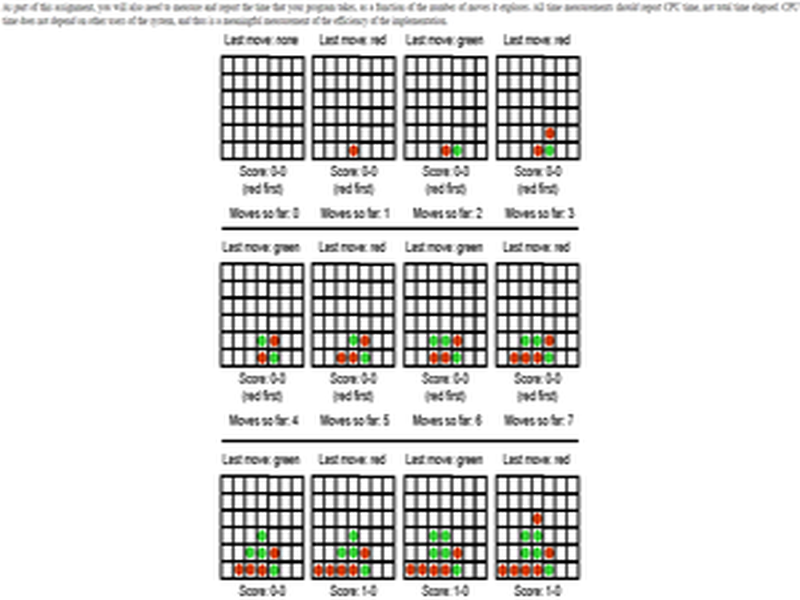 As part of this assignment, you will also need to measure and report the time that your program takes, as a function of the number of moves it explores. All time measurements should report CPU time, not total time elapsed. CPU
time does not depend on other users of the system, and thus is a meaningful measurement of the efficiency of the implementation.
Last move: none Last move: red Last move: green Last move: red
Score: 0-0 Score: 0-0 Score: 0-0 Score: 0-0
(red first) (red first) (red first) (red first)
Moves so far: 0 Moves so far: 1 Moves so far: 2 Moves so far: 3
Last move: green Last move: red Last move: green Last move: red
Score: 0-0 Score: 0-0 Score: 0-0 Score: 0-0
(red first) (red first) (red first) (red first)
Moves so far: 4 Moves so far: 5 Moves so far: 6 Moves so far: 7
Last move: green Last move: red Last move: green Last move: red
Score: 0-0 Score: 1-0 Score: 1-0 Score: 1-0